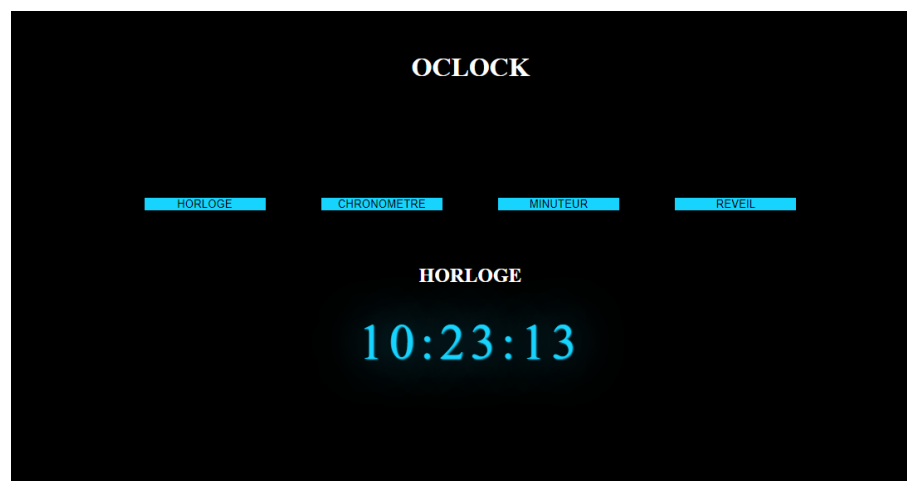 OCLOCK
HORLOGE CHRONOMETRE MINUTEUR REVEIL
HORLOGE
10:23:13